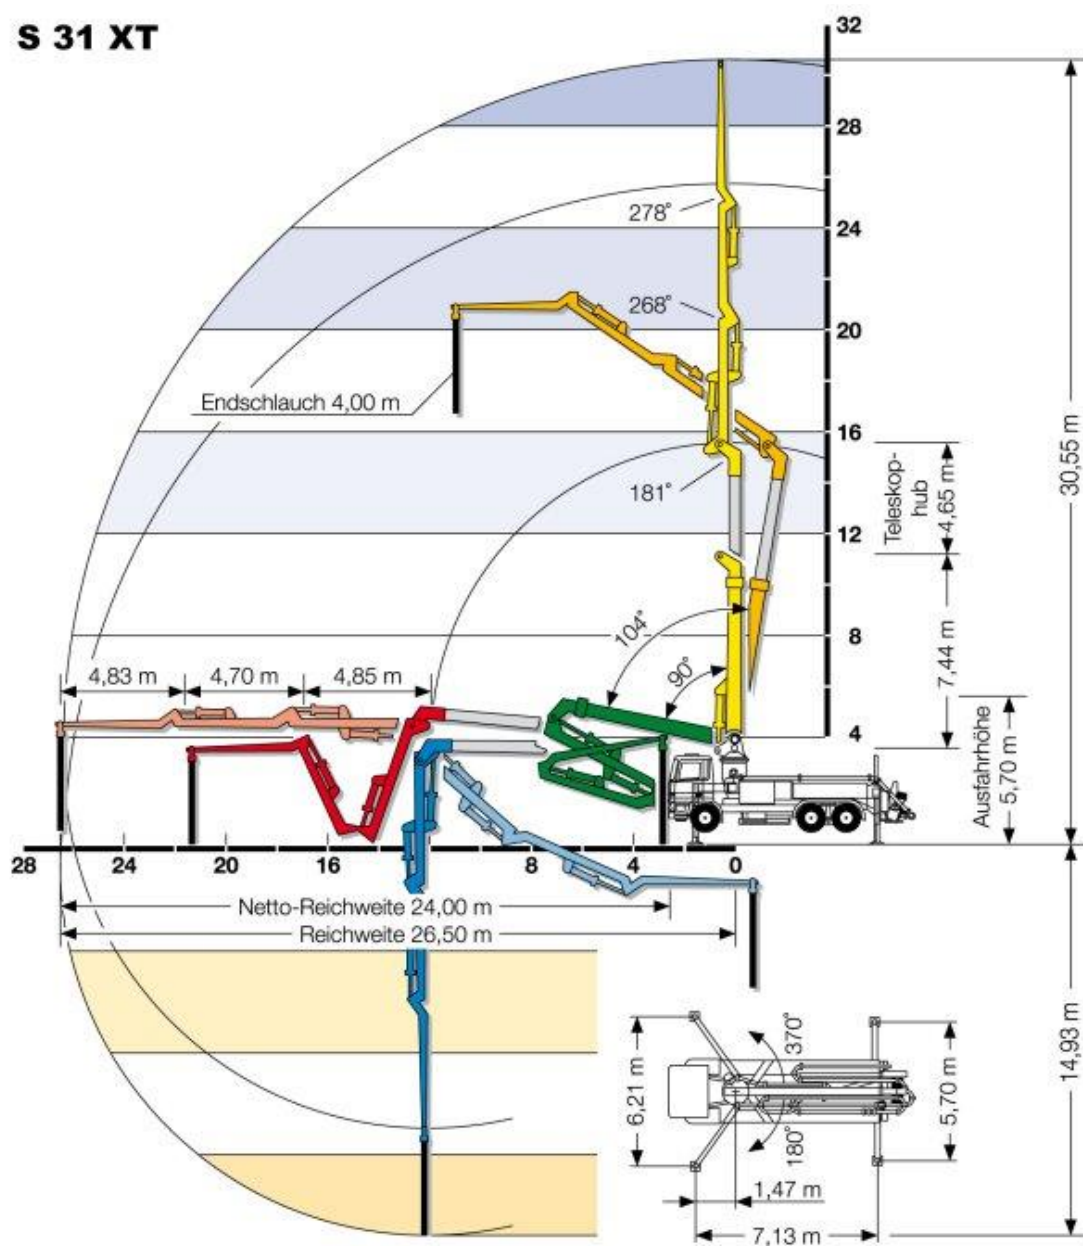 S 31 XT
32
28
24
20
16
12
8
4
278°
268°
181°
104°
90°
Endschlauch 4,00 m
Teleskop-
hub
4,65 m
7,44 m
30,55 m
Ausfahrhöhe
5,70 m
4,83 m
4,70 m
4,85 m
28 24 20 16 12 8 4 0
Netto-Reichweite 24,00 m
Reichweite 26,50 m
14,93 m
6,21 m
370°
180°
5,70 m
1,47 m
7,13 m